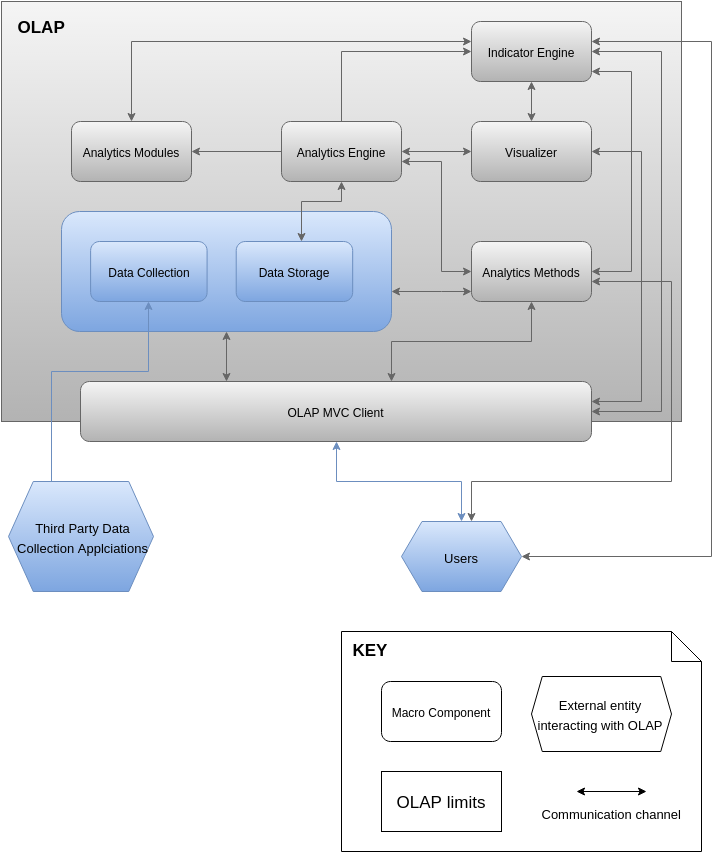 OLAP
Indicator Engine
Analytics Modules
Analytics Engine
Visualizer
Data Collection
Data Storage
Analytics Methods
OLAP MVC Client
Third Party Data
Collection Applciations
Users
KEY
Macro Component
External entity
interacting with OLAP
OLAP limits
Communication channel